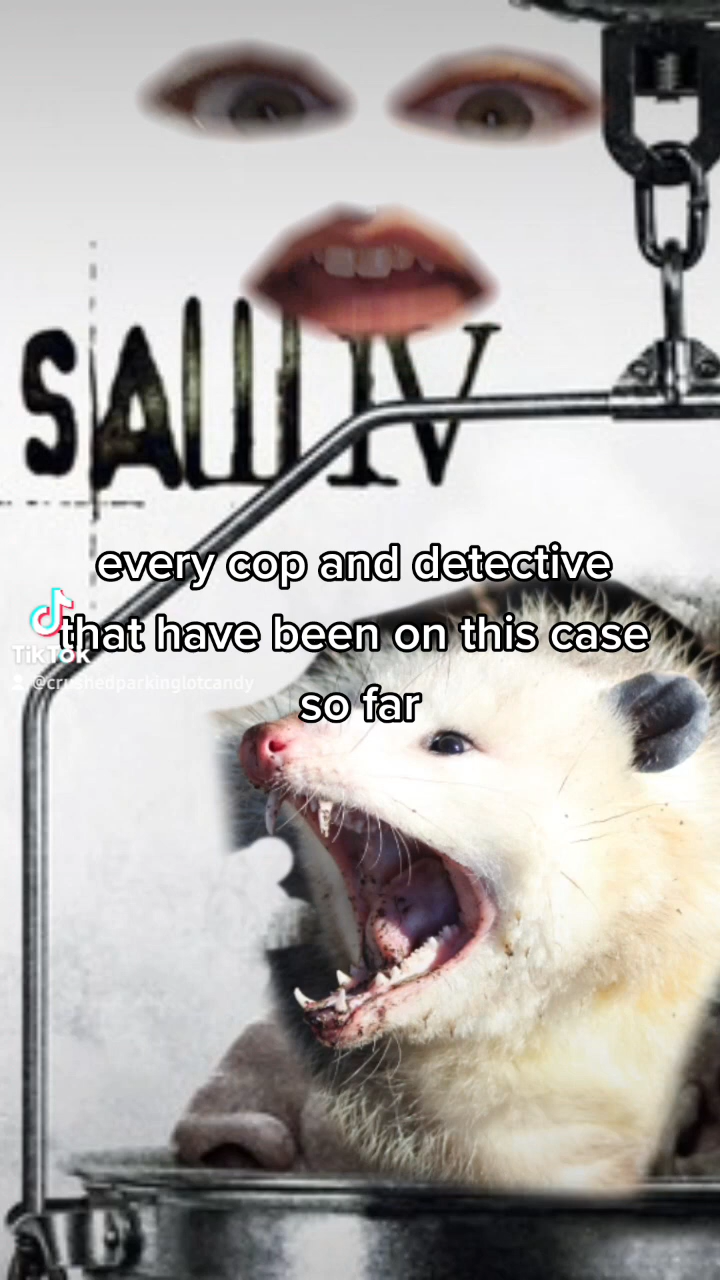 SAW IV
every cop and detective
that have been on this case
so far
TikTok
@crushedparkinglotcandy